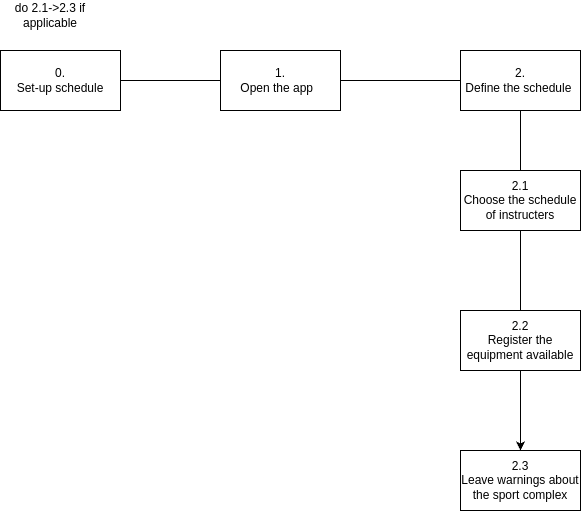 do 2.1->2.3 if
applicable
0.
Set-up schedule
1.
Open the app
2.
Define the schedule
2.1
Choose the schedule
of instructers
2.2
Register the
equipment available
2.3
Leave warnings about
the sport complex